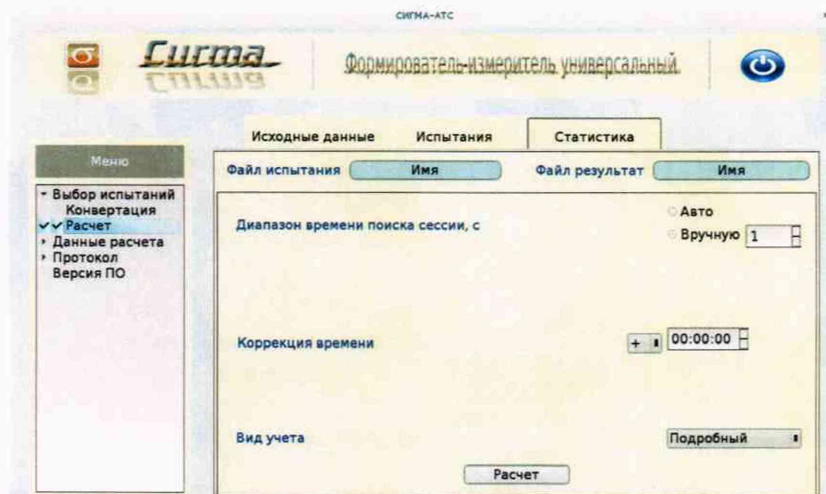 СИГМА-АТС
Сигма
Формирователь-измеритель универсальный
Исходные данные Испытания Статистика
Меню
Файл испытания Имя Файл результат Имя
Выбор испытаний
Конвертация
Расчет
Данные расчета
Протокол
Версия ПО
Диапазон времени поиска сессии, с
Авто
Вручную 1
Коррекция времени + 00:00:00
Вид учета Подробный
Расчет